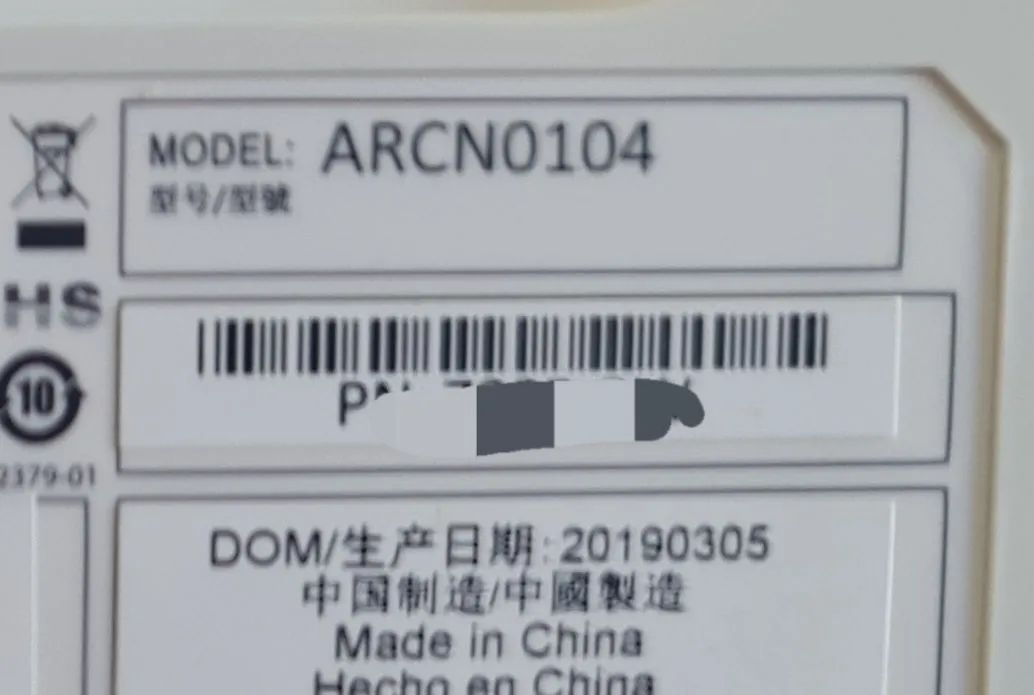 MODEL: ARCN0104
型号/型號
HS
10
PN
2379-01
DOM/生产日期:20190305
中国制造/中國製造
Made in China
Hecho en China